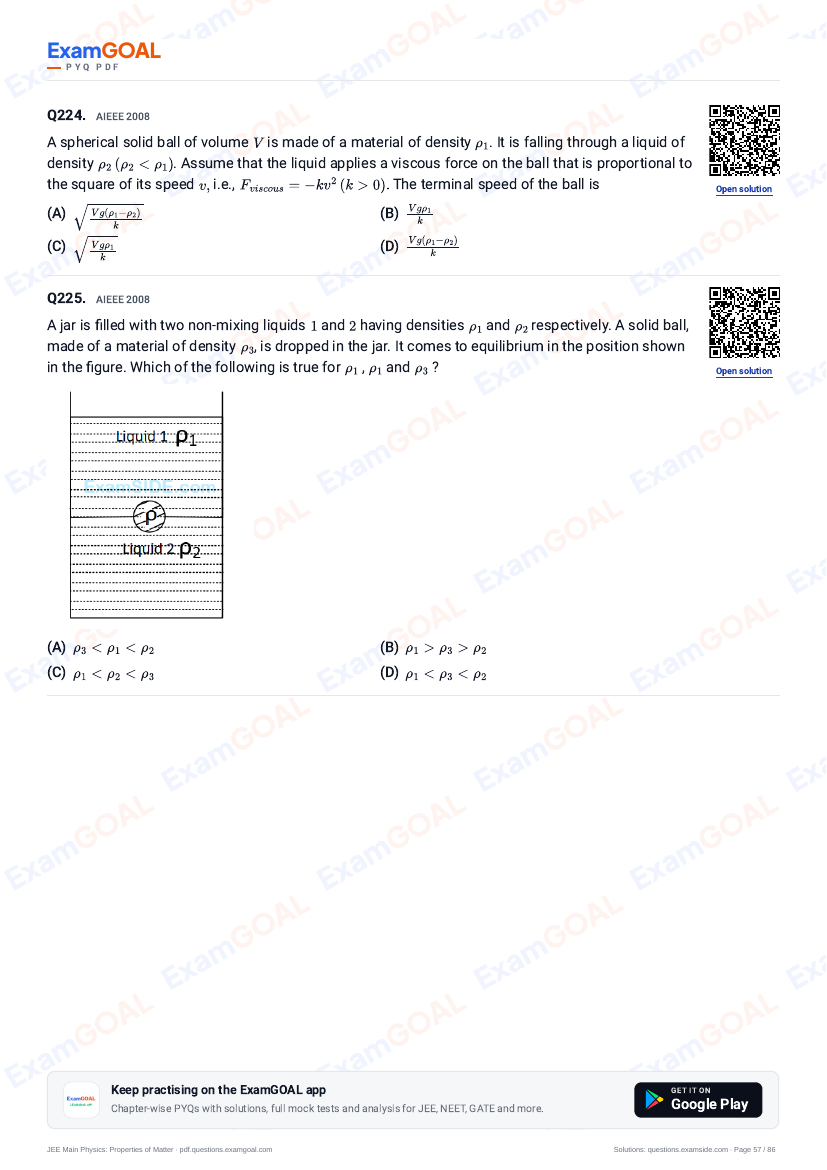 ExamGOAL
PYQ PDF
Q224. AIEEE 2008
A spherical solid ball of volume V is made of a material of density ρ₁. It is falling through a liquid of
density ρ₂ (ρ₂ < ρ₁). Assume that the liquid applies a viscous force on the ball that is proportional to
the square of its speed v, i.e., F_viscous = −kv² (k > 0). The terminal speed of the ball is
Open solution
(A) √(Vg(ρ₁−ρ₂)/k) (B) Vgρ₁/k
(C) √(Vgρ₁/k) (D) Vg(ρ₁−ρ₂)/k
Q225. AIEEE 2008
A jar is filled with two non-mixing liquids 1 and 2 having densities ρ₁ and ρ₂ respectively. A solid ball,
made of a material of density ρ₃, is dropped in the jar. It comes to equilibrium in the position shown
in the figure. Which of the following is true for ρ₁ , ρ₁ and ρ₃ ?
Open solution
Liquid 1 ρ₁
ExamSIDE.com
ρ
Liquid 2 ρ₂
(A) ρ₃ < ρ₁ < ρ₂ (B) ρ₁ > ρ₃ > ρ₂
(C) ρ₁ < ρ₂ < ρ₃ (D) ρ₁ < ρ₃ < ρ₂
ExamGOAL
Keep practising on the ExamGOAL app
Chapter-wise PYQs with solutions, full mock tests and analysis for JEE, NEET, GATE and more.
GET IT ON
Google Play
JEE Main Physics: Properties of Matter · pdf.questions.examgoal.com Solutions: questions.examside.com · Page 57 / 86